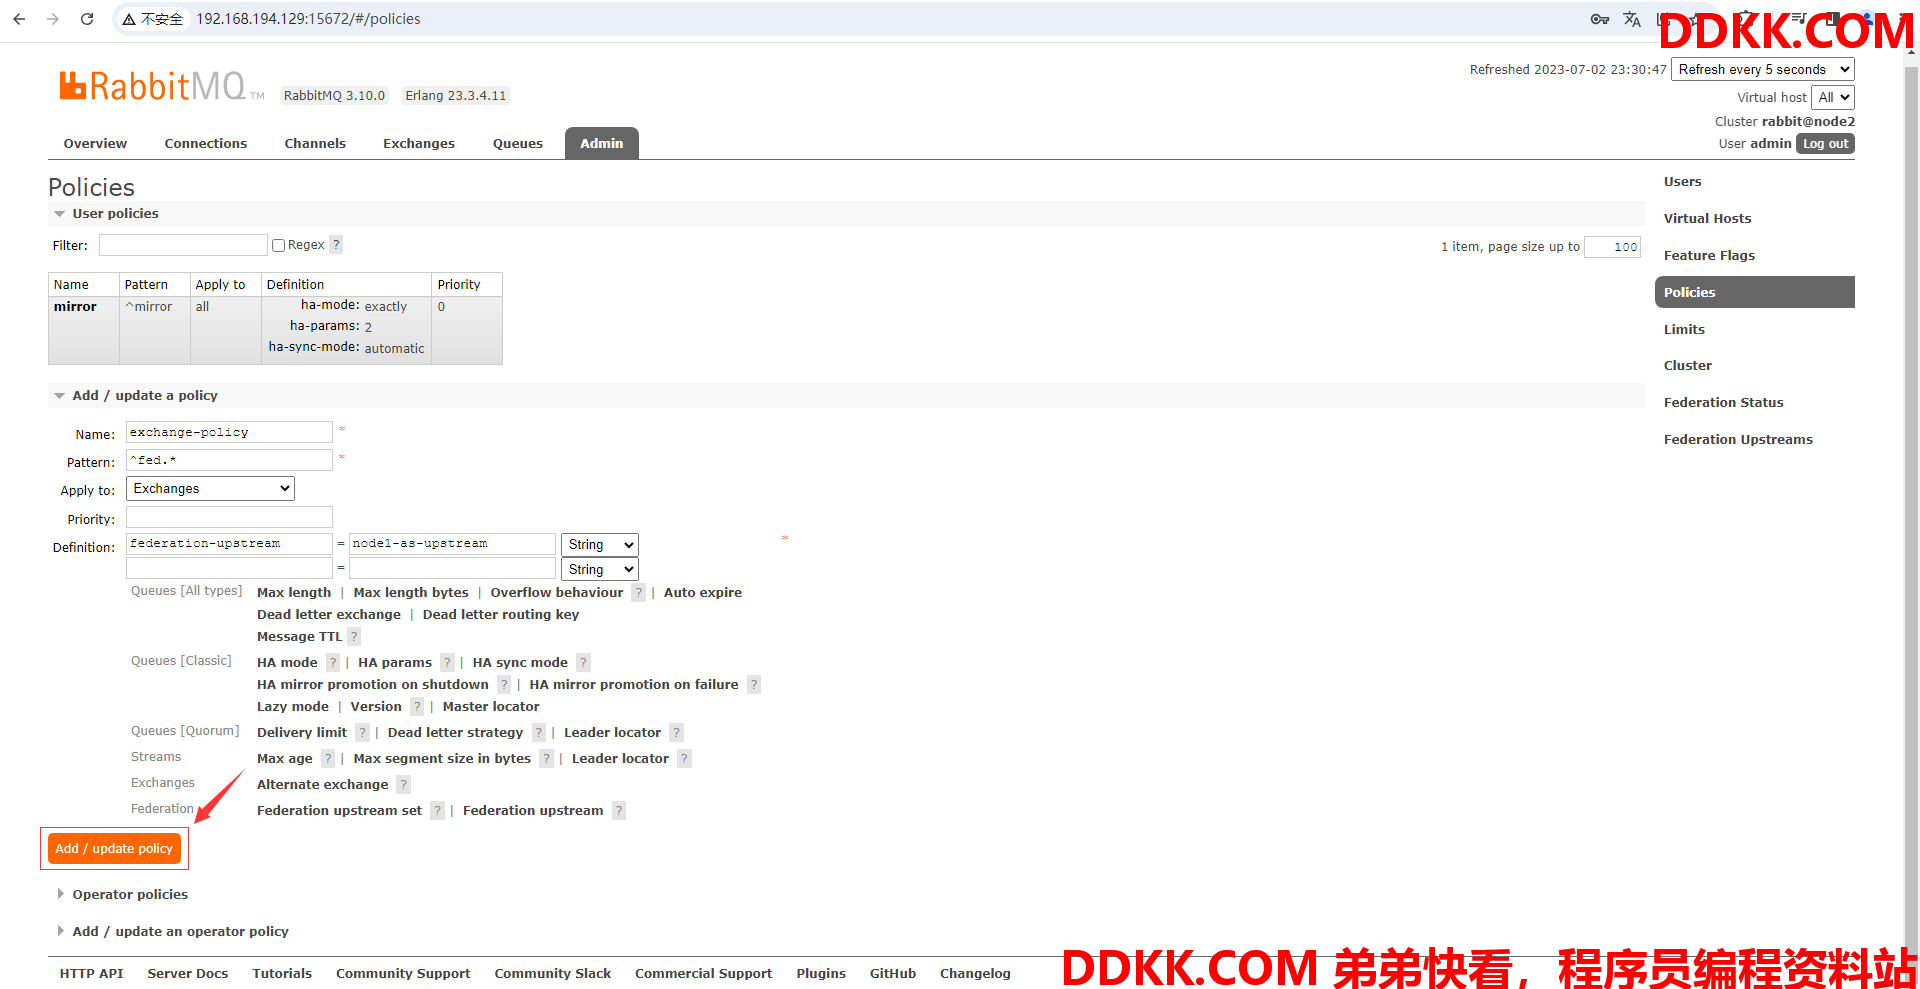 不安全 192.168.194.129:15672/#/policies
DDKK.COM
Refreshed 2023-07-02 23:30:47 Refresh every 5 seconds
RabbitMQ TM RabbitMQ 3.10.0 Erlang 23.3.4.11
Virtual host All
Cluster rabbit@node2
User admin Log out
Overview Connections Channels Exchanges Queues Admin
Policies
User policies
Filter: Regex ?
1 item, page size up to 100
Name Pattern Apply to Definition Priority
mirror ^mirror all ha-mode: exactly 0
ha-params: 2
ha-sync-mode: automatic
Add / update a policy
Name: exchange-policy *
Pattern: ^fed.* *
Apply to: Exchanges
Priority:
Definition: federation-upstream = node1-as-upstream String *
= String
Queues [All types] Max length | Max length bytes | Overflow behaviour ? | Auto expire
Dead letter exchange | Dead letter routing key
Message TTL ?
Queues [Classic] HA mode ? | HA params ? | HA sync mode ?
HA mirror promotion on shutdown ? | HA mirror promotion on failure ?
Lazy mode | Version ? | Master locator
Queues [Quorum] Delivery limit ? | Dead letter strategy ? | Leader locator ?
Streams Max age ? | Max segment size in bytes ? | Leader locator ?
Exchanges Alternate exchange ?
Federation Federation upstream set ? | Federation upstream ?
Add / update policy
Operator policies
Add / update an operator policy
Users
Virtual Hosts
Feature Flags
Policies
Limits
Cluster
Federation Status
Federation Upstreams
HTTP API Server Docs Tutorials Community Support Community Slack Commercial Support Plugins GitHub Changelog
DDKK.COM 弟弟快看，程序员编程资料站